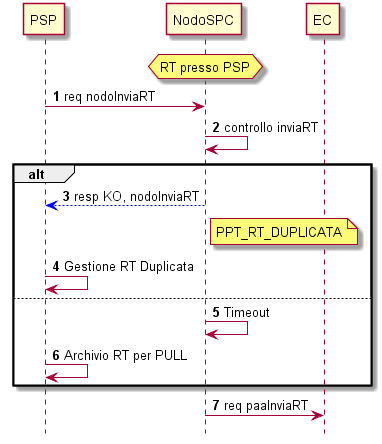 PSP
NodoSPC
EC
RT presso PSP
1 req nodoInviaRT
2 controllo inviaRT
alt
3 resp KO, nodoInviaRT
PPT_RT_DUPLICATA
4 Gestione RT Duplicata
5 Timeout
6 Archivio RT per PULL
7 req paaInviaRT